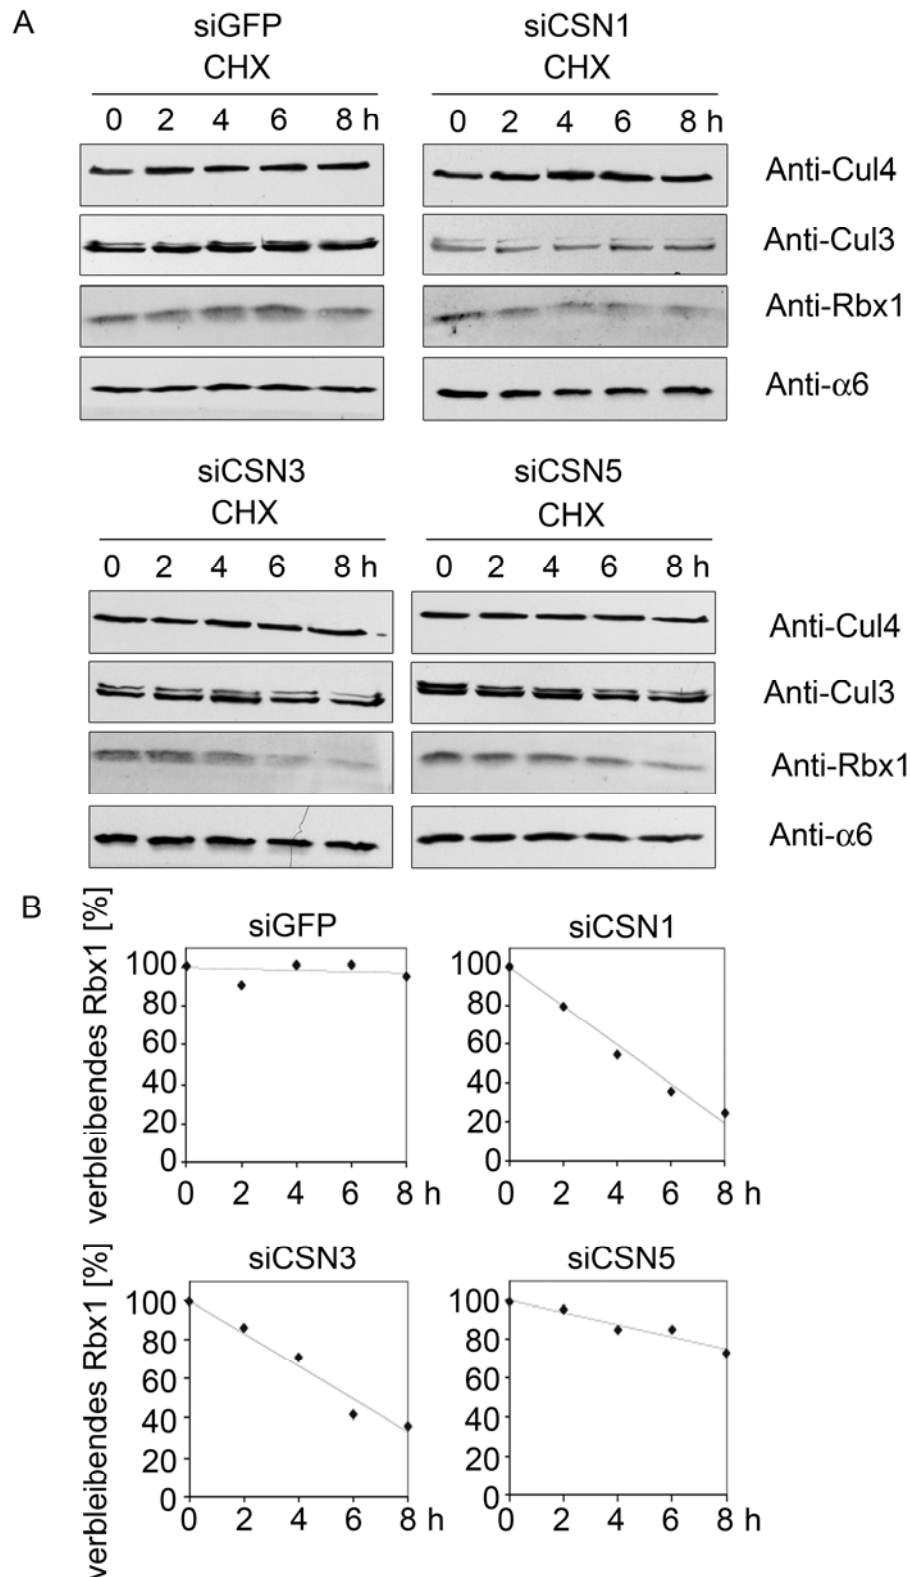 A
siGFP
CHX
0 2 4 6 8 h
siCSN1
CHX
0 2 4 6 8 h
Anti-Cul4
Anti-Cul3
Anti-Rbx1
Anti-α6
siCSN3
CHX
0 2 4 6 8 h
siCSN5
CHX
0 2 4 6 8 h
Anti-Cul4
Anti-Cul3
Anti-Rbx1
Anti-α6
B
verbleibendes Rbx1 [%]
siGFP
100
80
60
40
20
0
0 2 4 6 8 h
siCSN1
100
80
60
40
20
0
0 2 4 6 8 h
verbleibendes Rbx1 [%]
siCSN3
100
80
60
40
20
0
0 2 4 6 8 h
siCSN5
100
80
60
40
20
0
0 2 4 6 8 h